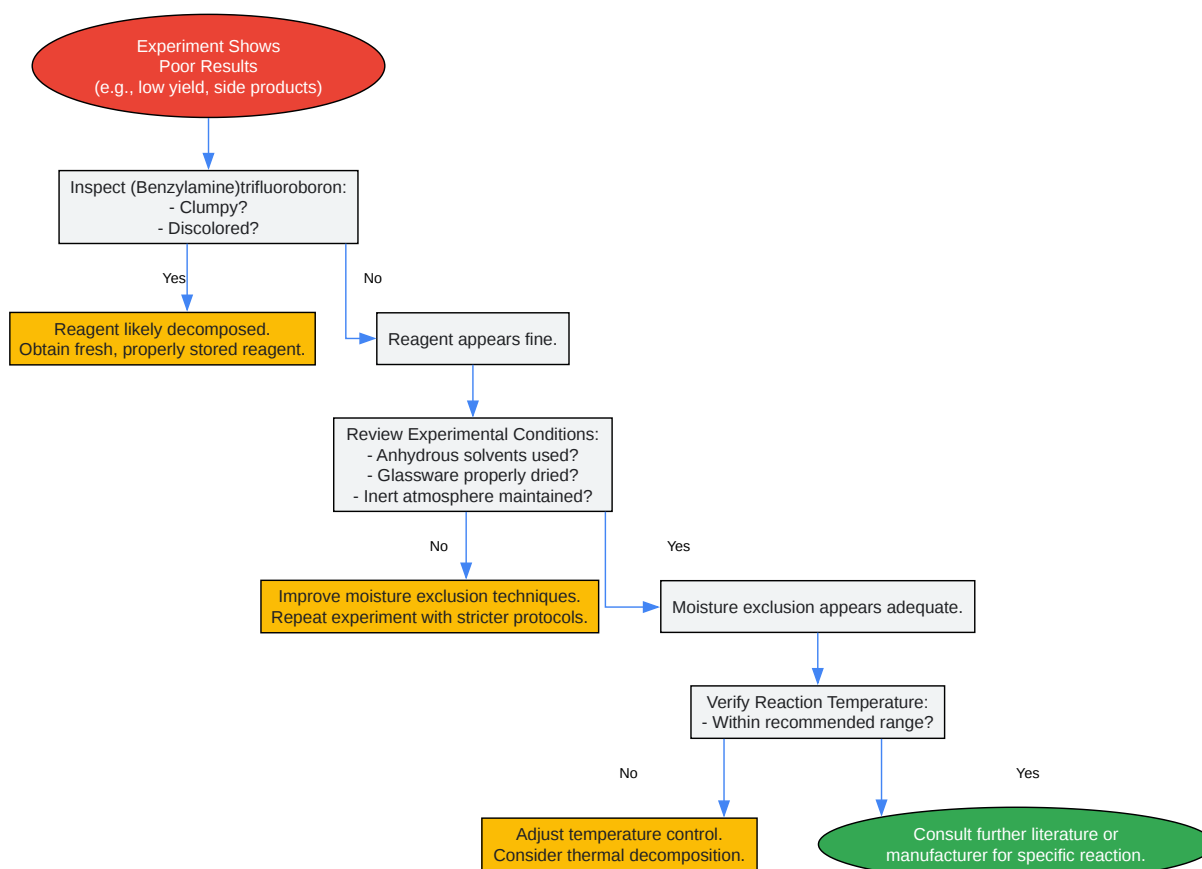 Experiment Shows
Poor Results
(e.g., low yield, side products)
Inspect (Benzylamine)trifluoroboron:
- Clumpy?
- Discolored?
Yes
No
Reagent likely decomposed.
Obtain fresh, properly stored reagent.
Reagent appears fine.
Review Experimental Conditions:
- Anhydrous solvents used?
- Glassware properly dried?
- Inert atmosphere maintained?
No
Yes
Improve moisture exclusion techniques.
Repeat experiment with stricter protocols.
Moisture exclusion appears adequate.
Verify Reaction Temperature:
- Within recommended range?
No
Yes
Adjust temperature control.
Consider thermal decomposition.
Consult further literature or
manufacturer for specific reaction.